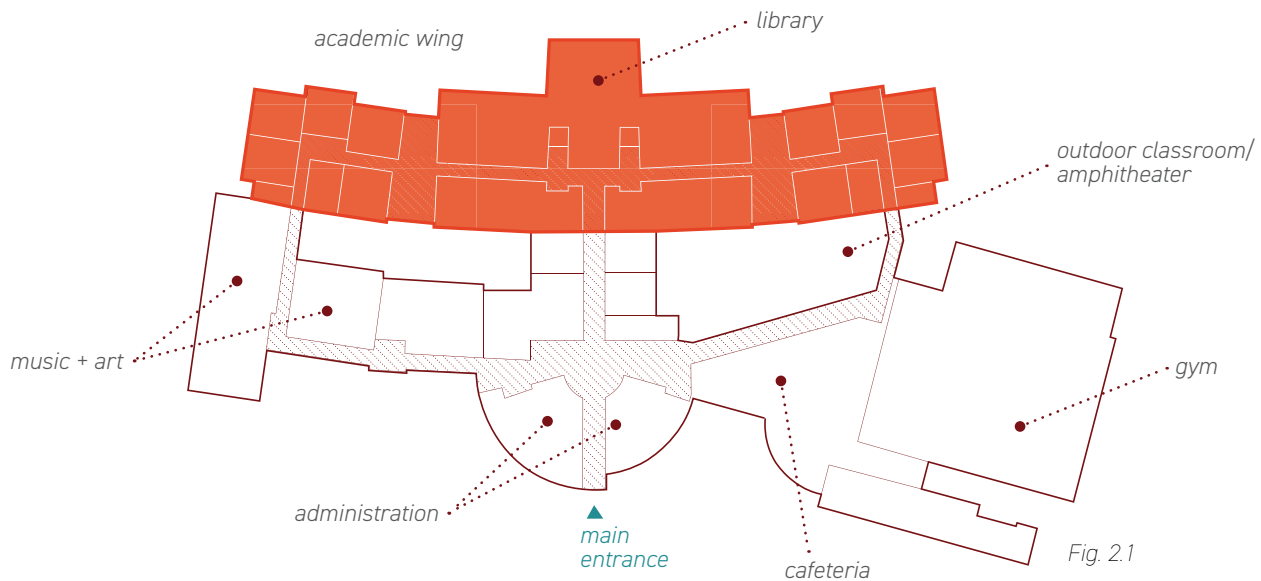 library
academic wing
outdoor classroom/
amphitheater
music + art
gym
administration
main
entrance
Fig. 2.1
cafeteria